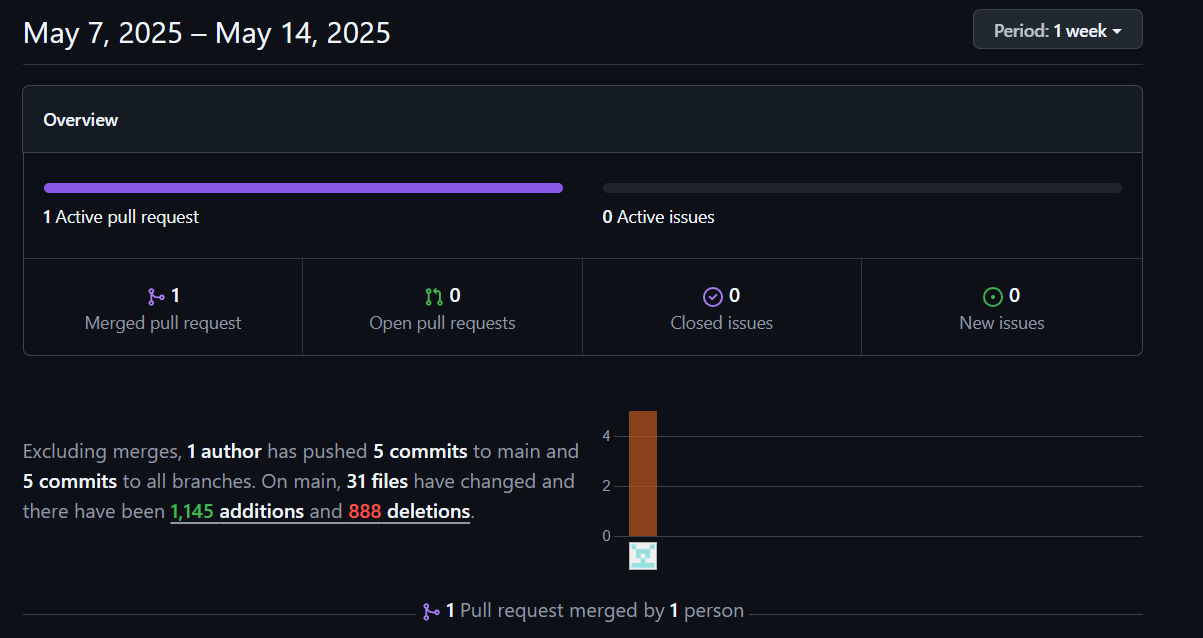 May 7, 2025 – May 14, 2025
Period: 1 week
Overview
1 Active pull request
0 Active issues
1
Merged pull request
0
Open pull requests
0
Closed issues
0
New issues
Excluding merges, 1 author has pushed 5 commits to main and
5 commits to all branches. On main, 31 files have changed and
there have been 1,145 additions and 888 deletions.
4
2
0
1 Pull request merged by 1 person